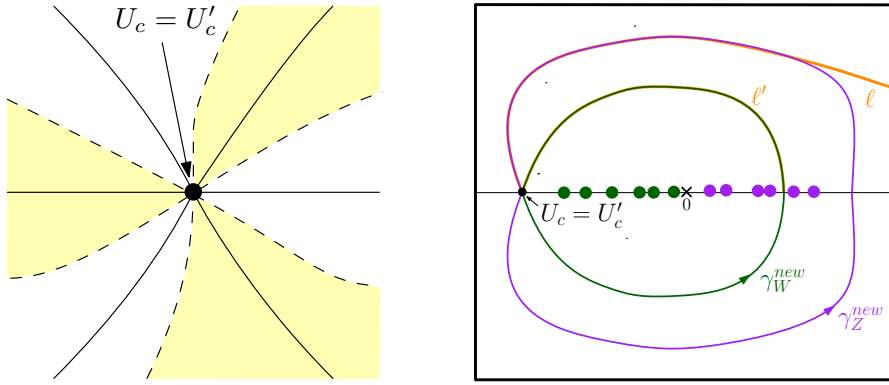 U_c = U'_c
ℓ'
ℓ
0
U_c = U'_c
γ_W^{new}
γ_Z^{new}